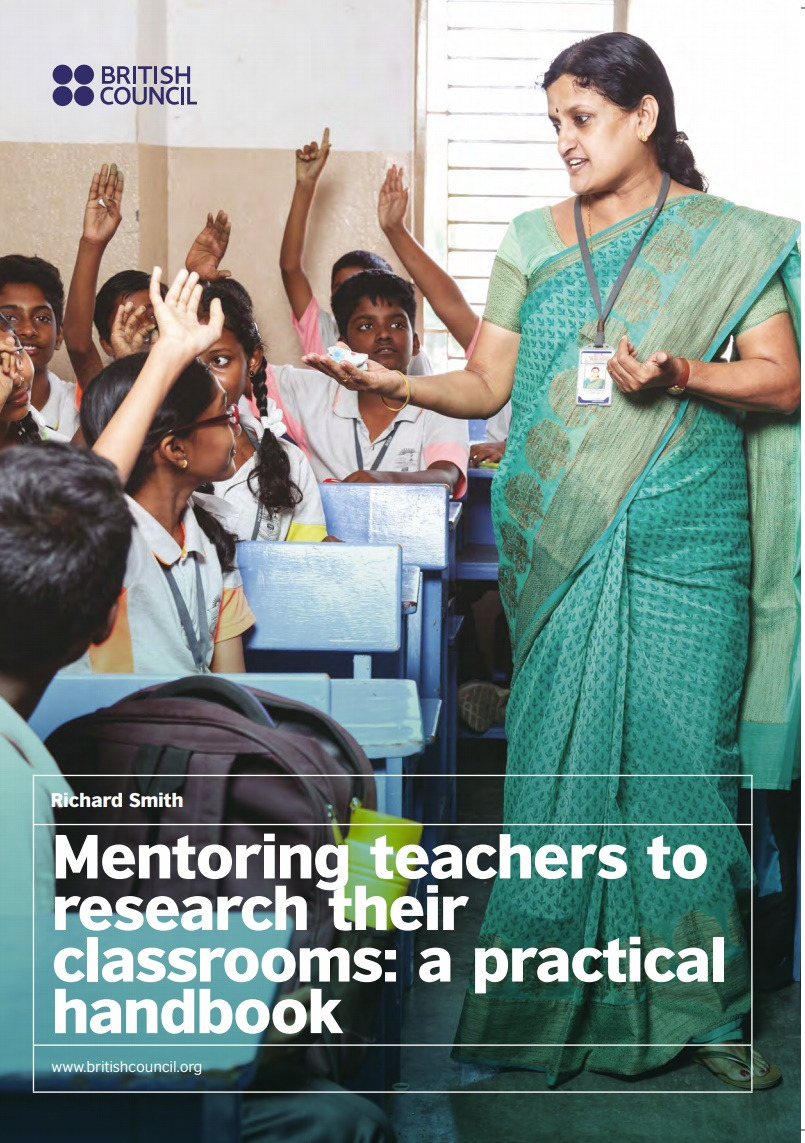 BRITISH
COUNCIL
Richard Smith
Mentoring teachers to
research their
classrooms: a practical
handbook
www.britishcouncil.org